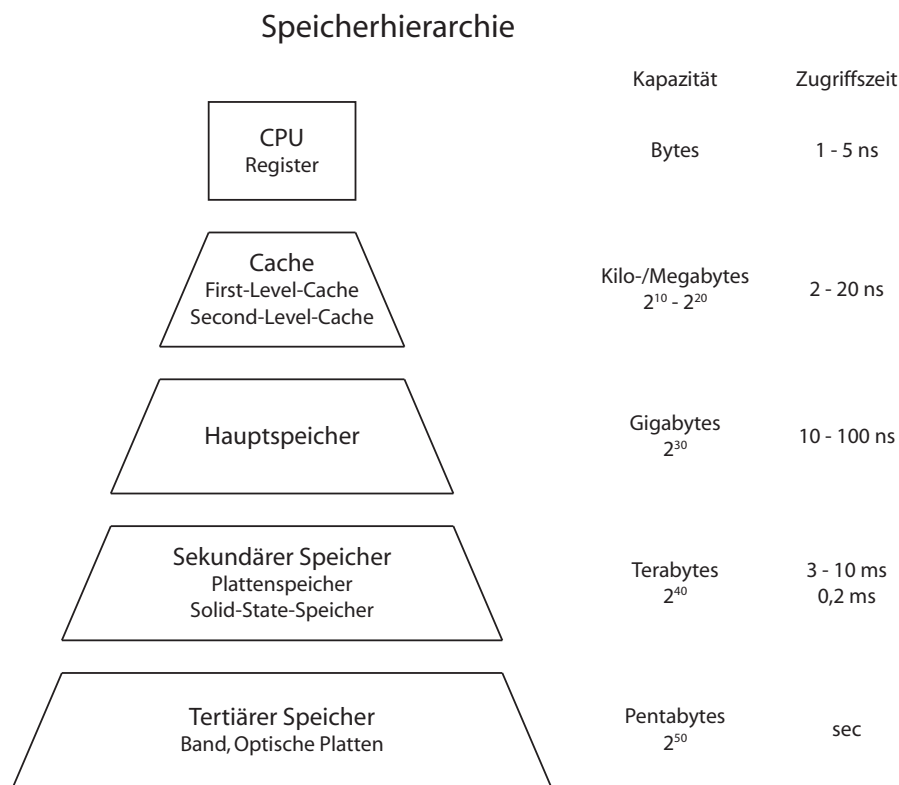 Speicherhierarchie
Kapazität Zugriffszeit
CPU
Register
Bytes 1 - 5 ns
Cache
First-Level-Cache
Second-Level-Cache
Kilo-/Megabytes
2¹⁰ - 2²⁰
2 - 20 ns
Hauptspeicher
Gigabytes
2³⁰
10 - 100 ns
Sekundärer Speicher
Plattenspeicher
Solid-State-Speicher
Terabytes
2⁴⁰
3 - 10 ms
0,2 ms
Tertiärer Speicher
Band, Optische Platten
Pentabytes
2⁵⁰
sec